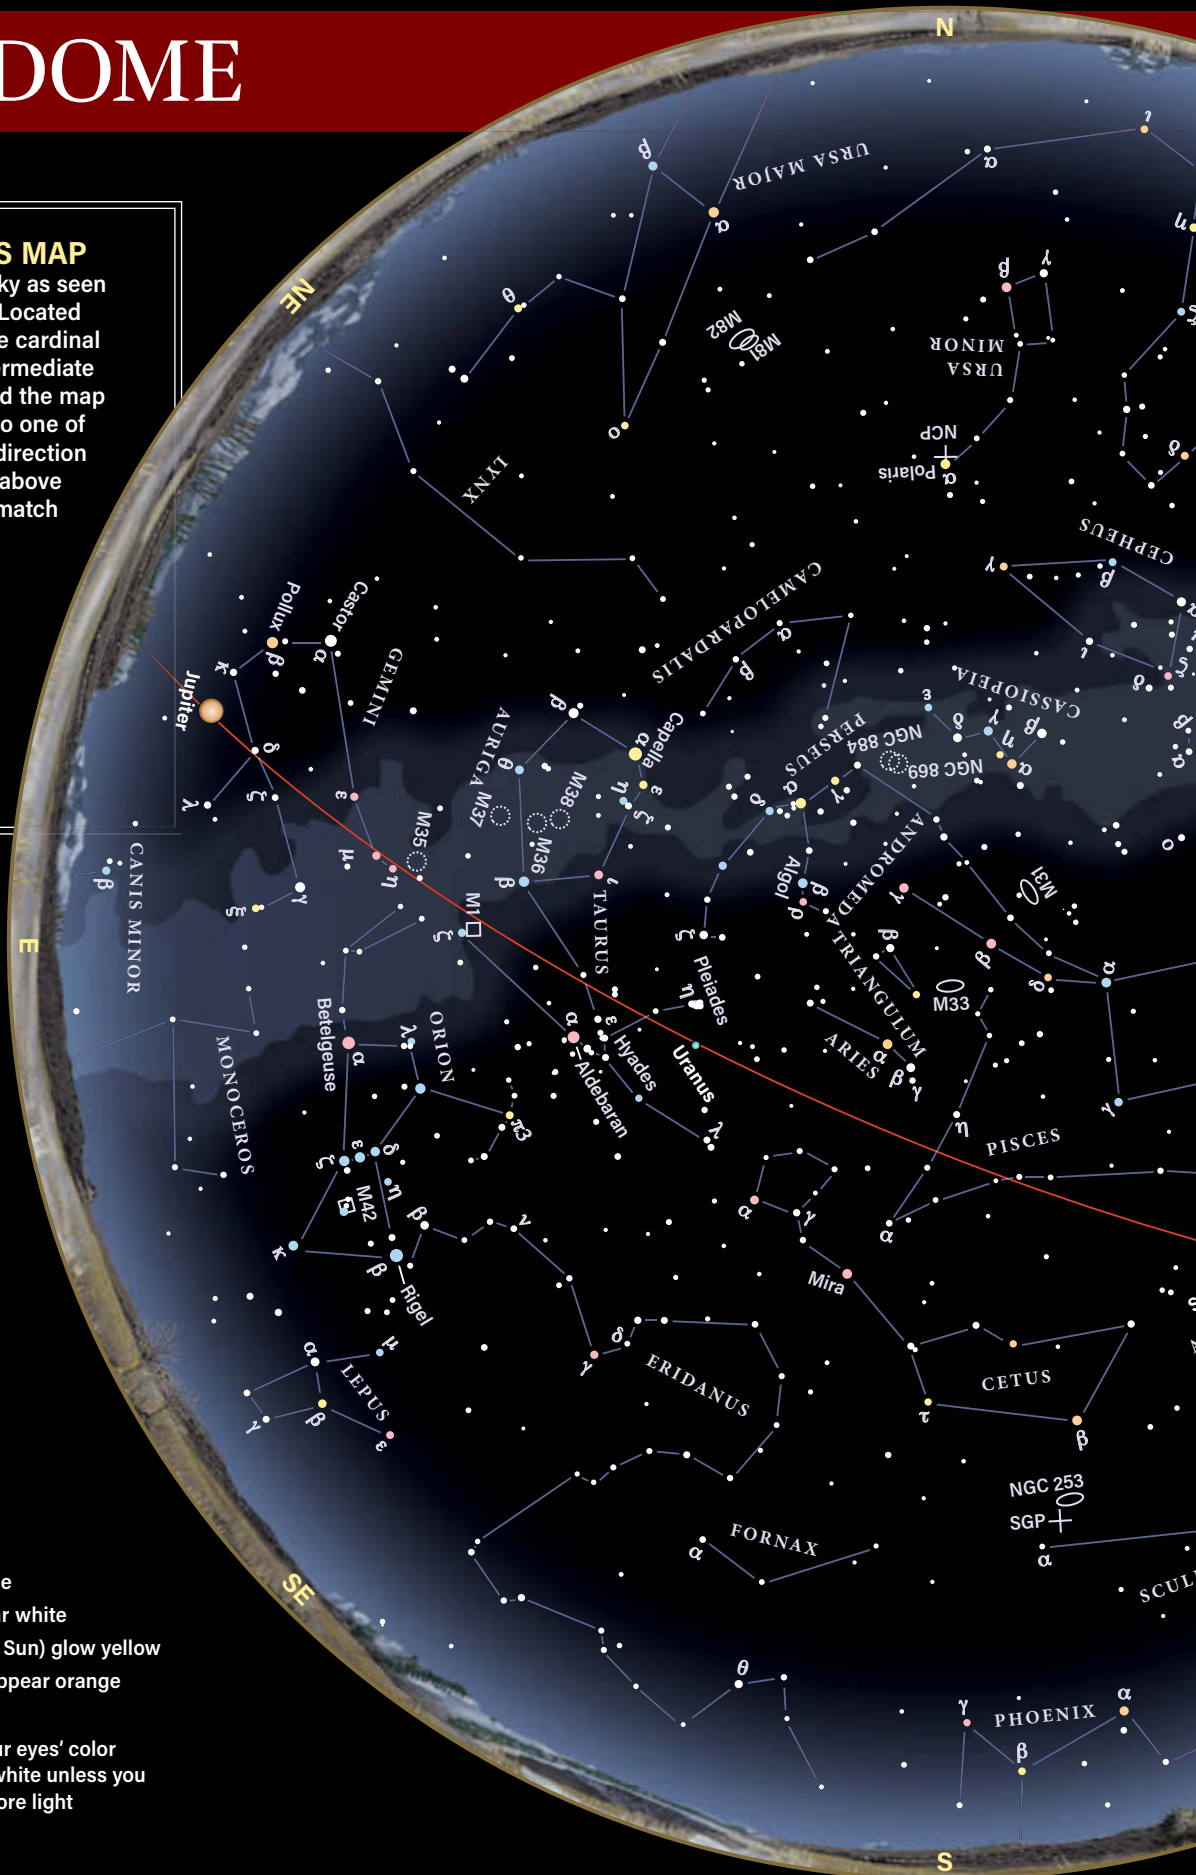 DOME
N
S MAP
ky as seen
Located
e cardinal
ermediate
d the map
o one of
direction
above
match
NE
β
α
URSA MAJOR
α
ι
η
θ
ο
M82
M81
β
γ
URSA
MINOR
NCP
Polaris
α
ζ
δ
LYNX
CEPHEUS
γ
β
α
ι
δ
ζ
CAMELOPARDALIS
α
β
Pollux
Castor
β
α
κ
GEMINI
Jupiter
δ
ζ
λ
ε
μ
η
γ
ξ
M35
AURIGA
β
θ
α
Capella
ε
η
ζ
M37
M38
M36
β
ι
PERSEUS
NGC 884
NGC 869
δ
α
γ
CASSIOPEIA
ε
δ
γ
η
β
α
β
α
ο
Algol
β
ρ
ζ
ANDROMEDA
γ
β
δ
α
γ
M31
TRIANGULUM
β
M33
ARIES
α
β
γ
CANIS MINOR
β
E
M1
ζ
TAURUS
η
Pleiades
α
ε
Hyades
Aldebaran
Uranus
λ
Betelgeuse
α
λ
ORION
π3
MONOCEROS
ζ
ε
δ
M42
η
κ
β
Rigel
β
ν
η
PISCES
α
α
γ
Mira
CETUS
τ
β
α
μ
LEPUS
γ
β
ε
γ
δ
ERIDANUS
NGC 253
SGP
α
SCUL
FORNAX
α
SE
e
r white
Sun) glow yellow
ppear orange
ur eyes' color
white unless you
ore light
θ
γ
PHOENIX
α
β
S